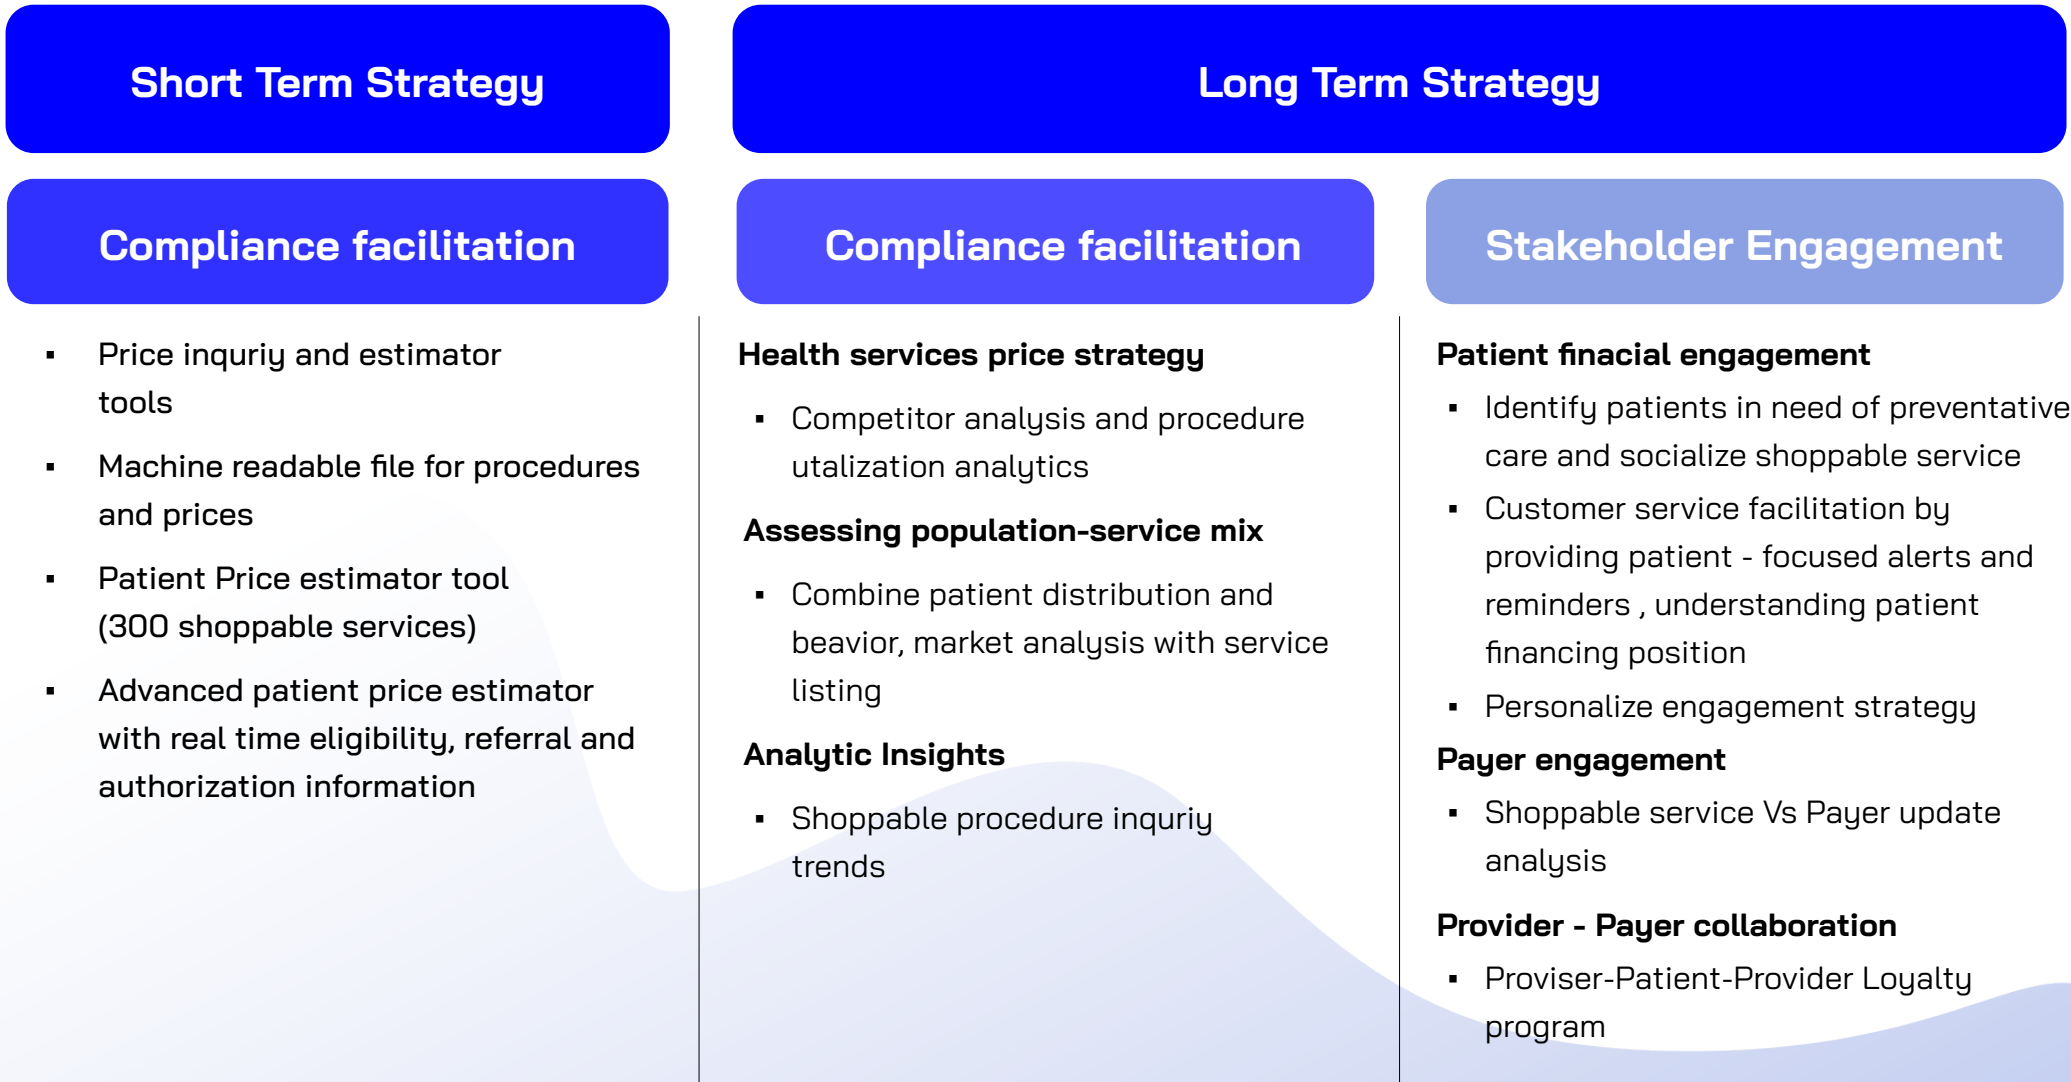 Short Term Strategy
Long Term Strategy
Compliance facilitation
Compliance facilitation
Stakeholder Engagement
▪ Price inquriy and estimator
tools
▪ Machine readable file for procedures
and prices
▪ Patient Price estimator tool
(300 shoppable services)
▪ Advanced patient price estimator
with real time eligibility, referral and
authorization information
Health services price strategy
▪ Competitor analysis and procedure
utalization analytics
Assessing population-service mix
▪ Combine patient distribution and
beavior, market analysis with service
listing
Analytic Insights
▪ Shoppable procedure inquriy
trends
Patient finacial engagement
▪ Identify patients in need of preventative
care and socialize shoppable service
▪ Customer service facilitation by
providing patient - focused alerts and
reminders , understanding patient
financing position
▪ Personalize engagement strategy
Payer engagement
▪ Shoppable service Vs Payer update
analysis
Provider - Payer collaboration
▪ Proviser-Patient-Provider Loyalty
program